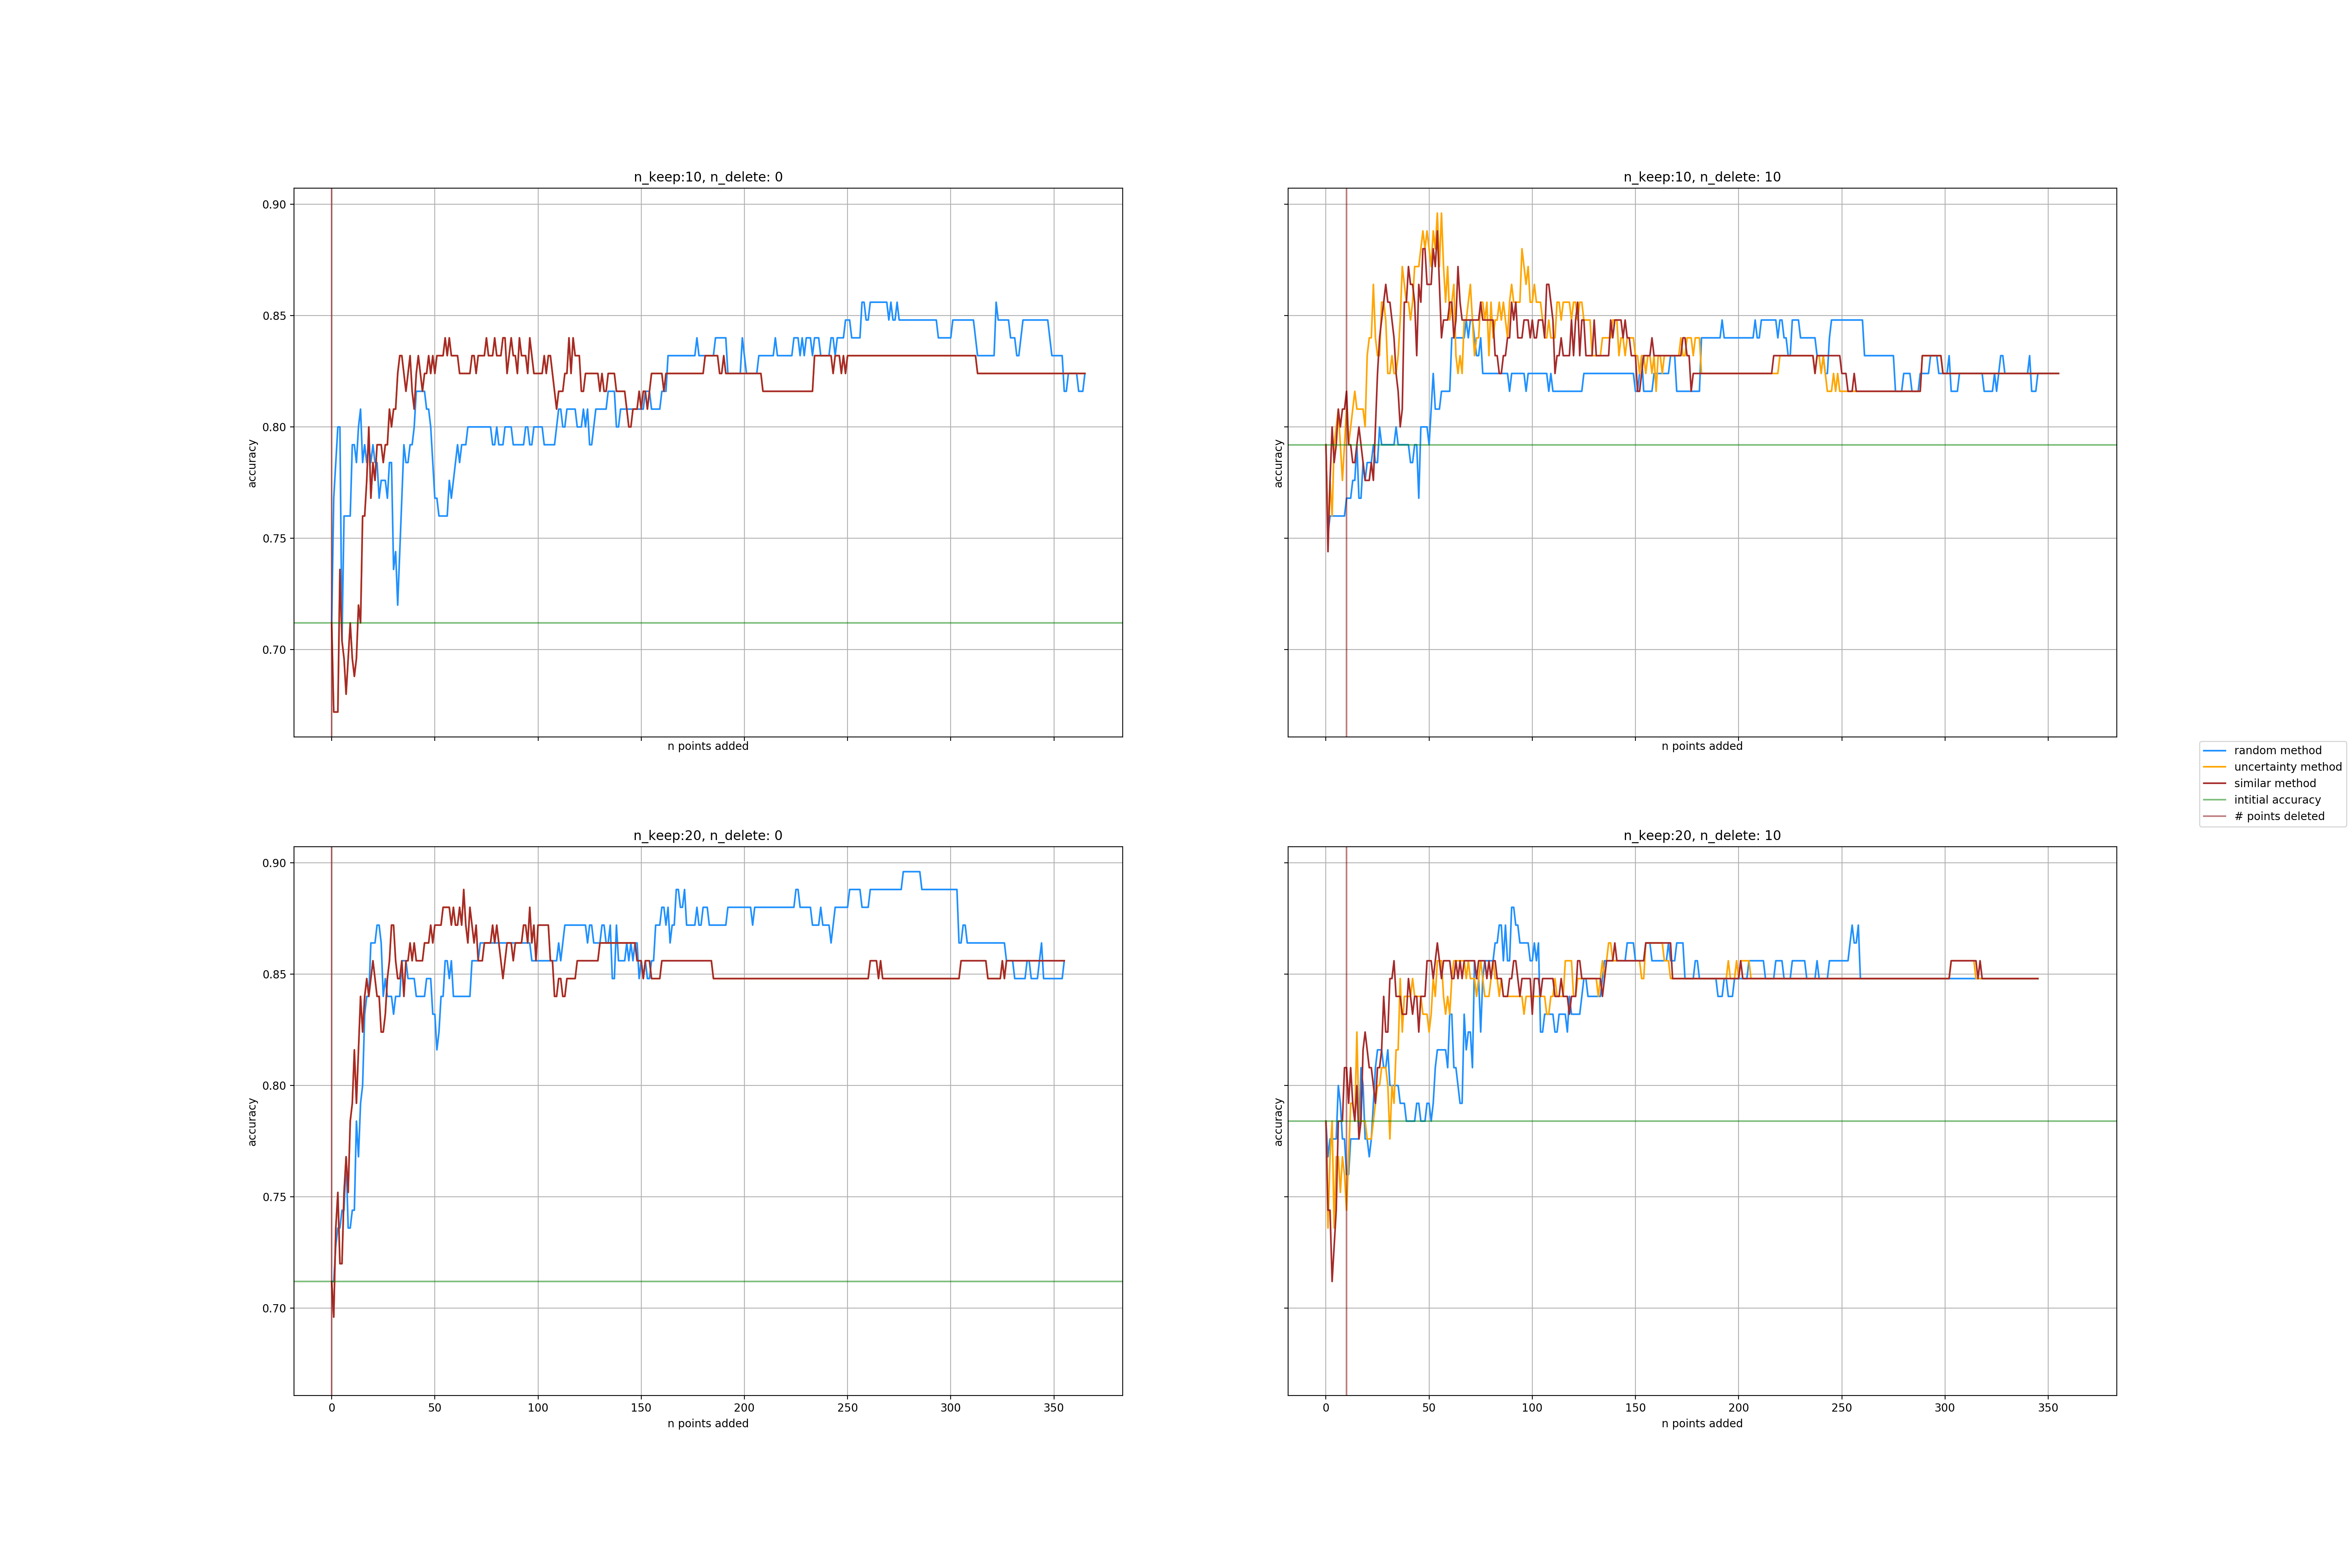 n_keep:10, n_delete: 0
0.90
0.85
0.80
0.75
0.70
accuracy
n points added
n_keep:10, n_delete: 10
accuracy
n points added
random method
uncertainty method
similar method
intitial accuracy
# points deleted
n_keep:20, n_delete: 0
0.90
0.85
0.80
0.75
0.70
accuracy
0 50 100 150 200 250 300 350
n points added
n_keep:20, n_delete: 10
accuracy
0 50 100 150 200 250 300 350
n points added